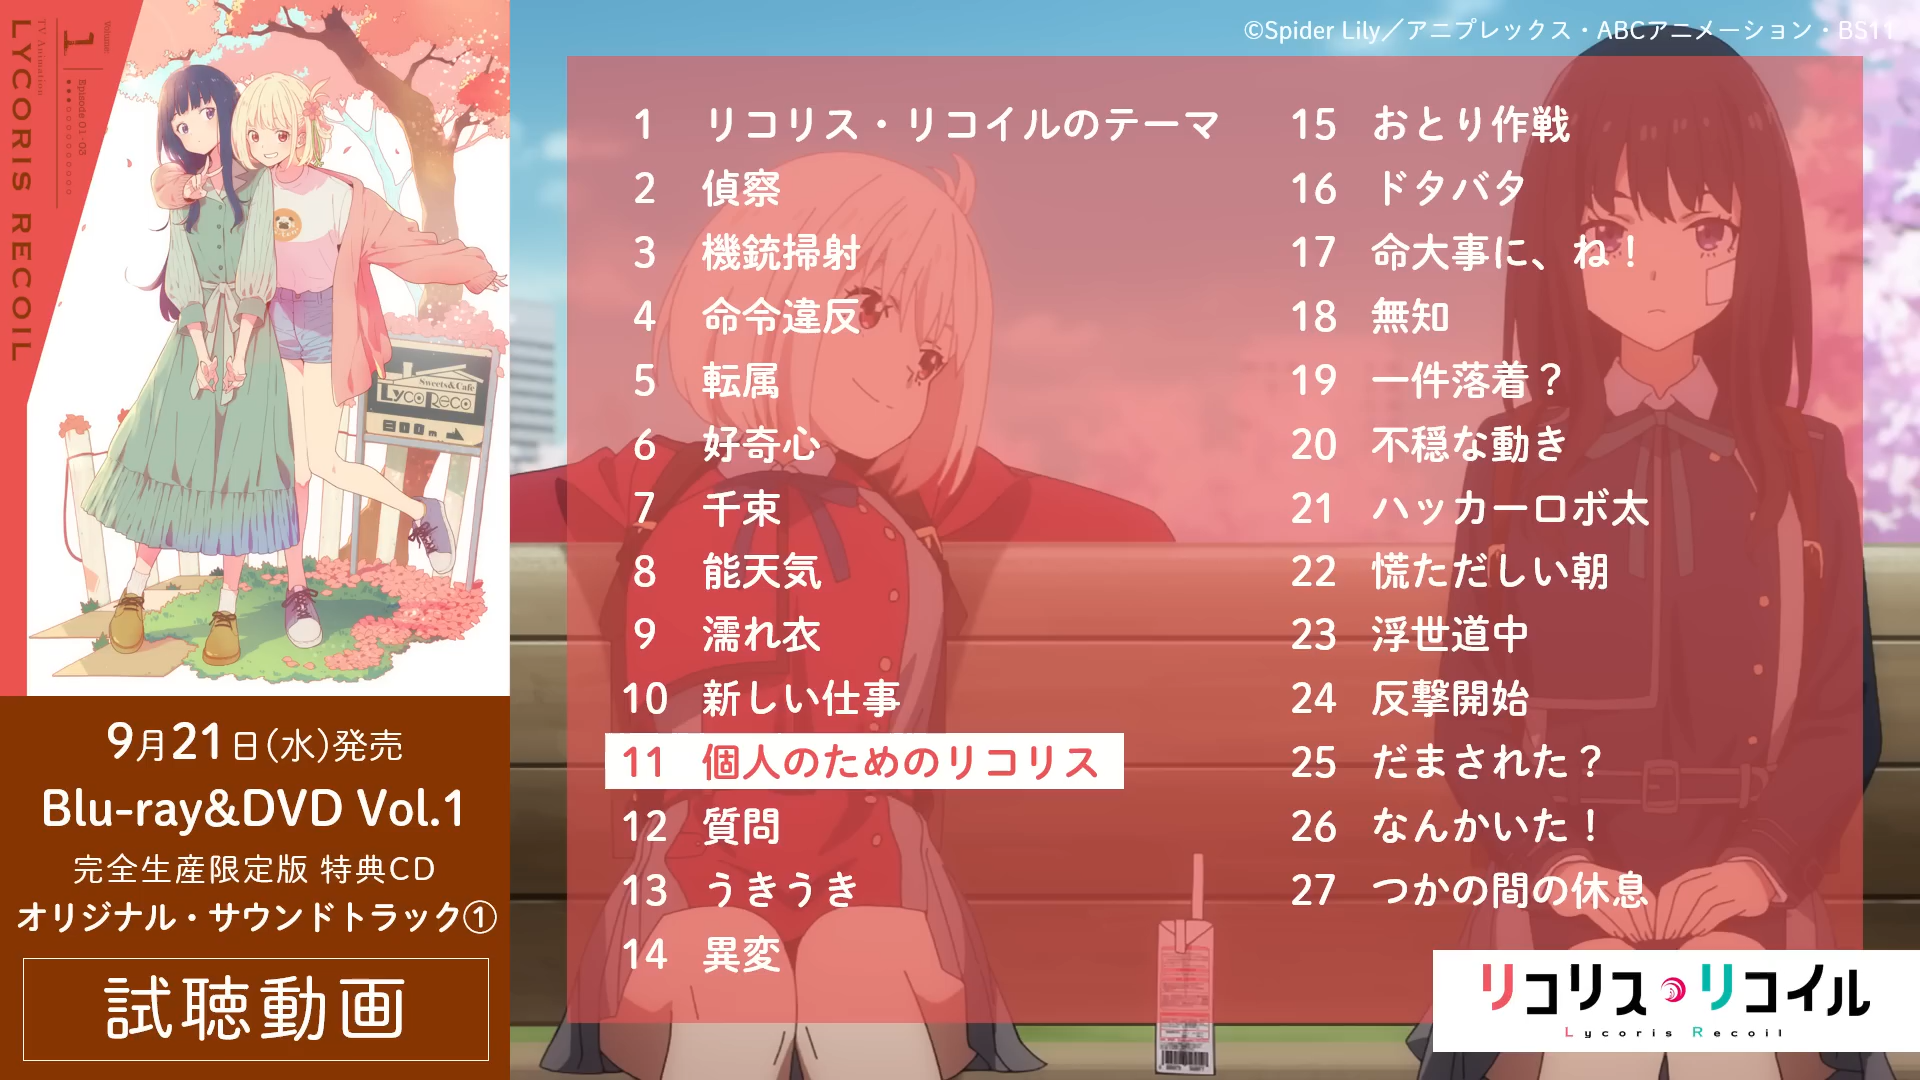 Volume 1
TV Animation
LYCORIS RECOIL
Episode 01-03
Sweets&Cafe
LycoReco
800m
9月21日(水)発売
Blu-ray&DVD Vol.1
完全生産限定版 特典CD
オリジナル・サウンドトラック①
試聴動画
©Spider Lily／アニプレックス・ABCアニメーション・BS11
1 リコリス・リコイルのテーマ
2 偵察
3 機銃掃射
4 命令違反
5 転属
6 好奇心
7 千束
8 能天気
9 濡れ衣
10 新しい仕事
11 個人のためのリコリス
12 質問
13 うきうき
14 異変
15 おとり作戦
16 ドタバタ
17 命大事に、ね！
18 無知
19 一件落着？
20 不穏な動き
21 ハッカーロボ太
22 慌ただしい朝
23 浮世道中
24 反撃開始
25 だまされた？
26 なんかいた！
27 つかの間の休息
リコリス・リコイル
Lycoris Recoil